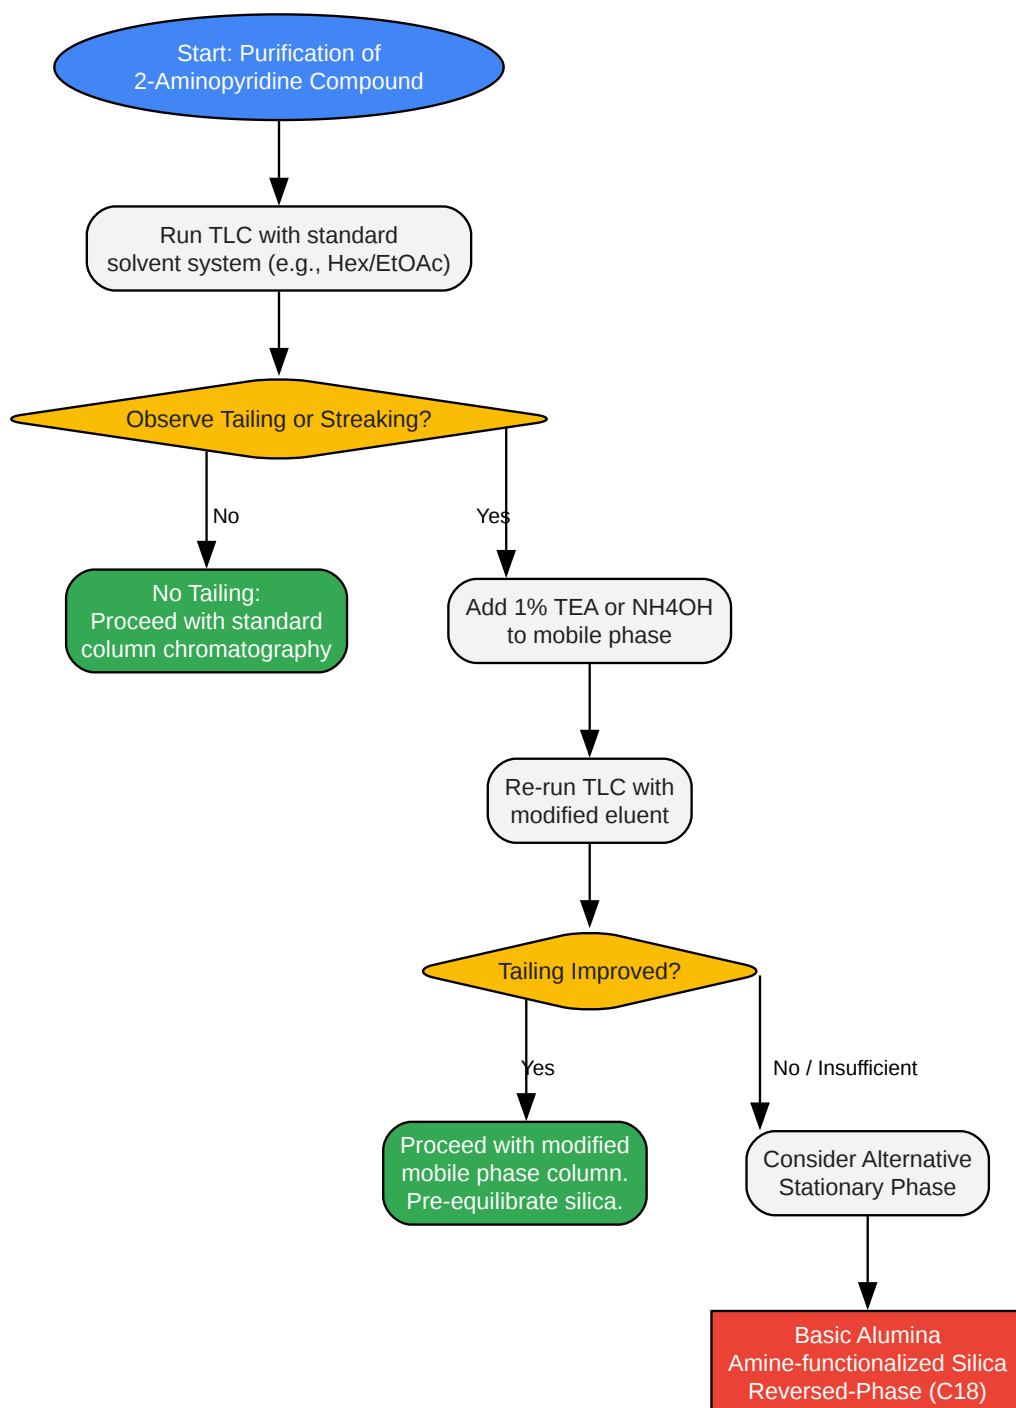 Start: Purification of
2-Aminopyridine Compound
Run TLC with standard
solvent system (e.g., Hex/EtOAc)
Observe Tailing or Streaking?
No
Yes
No Tailing:
Proceed with standard
column chromatography
Add 1% TEA or NH4OH
to mobile phase
Re-run TLC with
modified eluent
Tailing Improved?
Yes
No / Insufficient
Proceed with modified
mobile phase column.
Pre-equilibrate silica.
Consider Alternative
Stationary Phase
Basic Alumina
Amine-functionalized Silica
Reversed-Phase (C18)